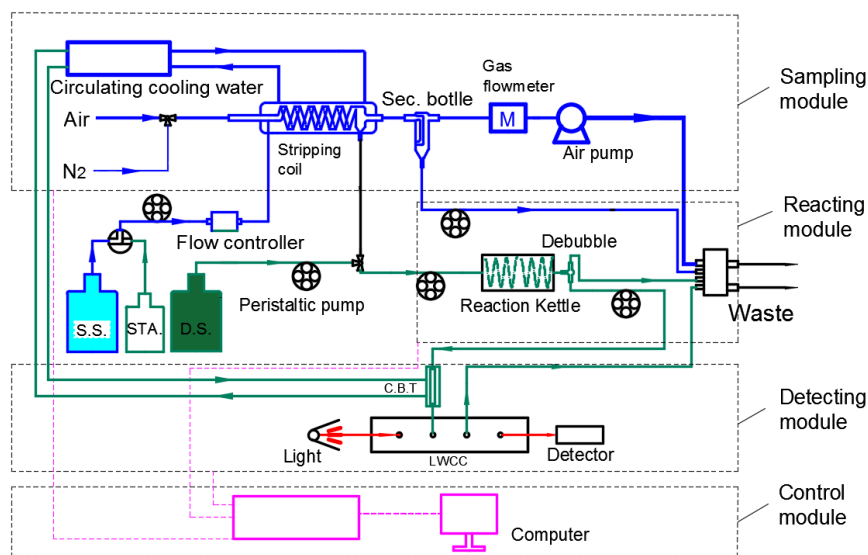 Circulating cooling water
Air
N2
Stripping
coil
Sec. botlle
Gas
flowmeter
M
Air pump
Sampling
module
Flow controller
Peristaltic pump
S.S.
STA.
D.S.
Debubble
Reaction Kettle
Reacting
module
Waste
C.B.T
Light
LWCC
Detector
Detecting
module
Computer
Control
module